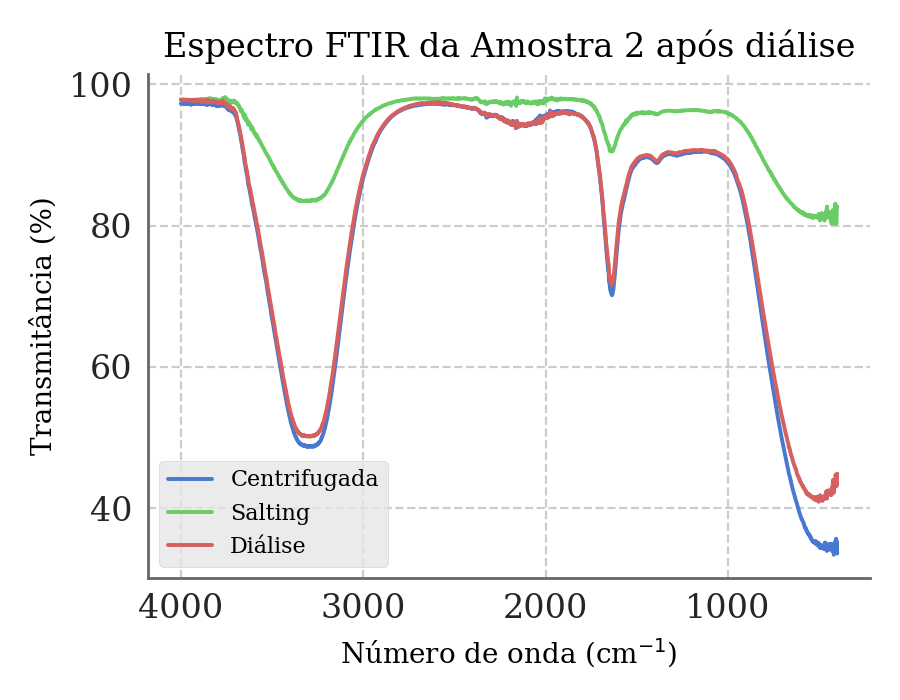 Espectro FTIR da Amostra 2 após diálise
Transmitância (%)
100
80
60
40
Centrifugada
Salting
Diálise
4000 3000 2000 1000
Número de onda (cm⁻¹)